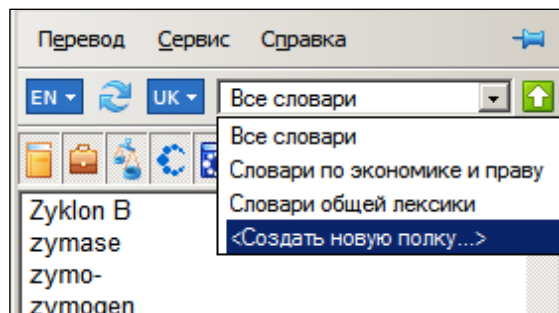 Перевод Сервис Справка
EN UK Все словари
Все словари
Словари по экономике и праву
Словари общей лексики
<Создать новую полку...>
Zyklon B
zymase
zymo-
zymogen